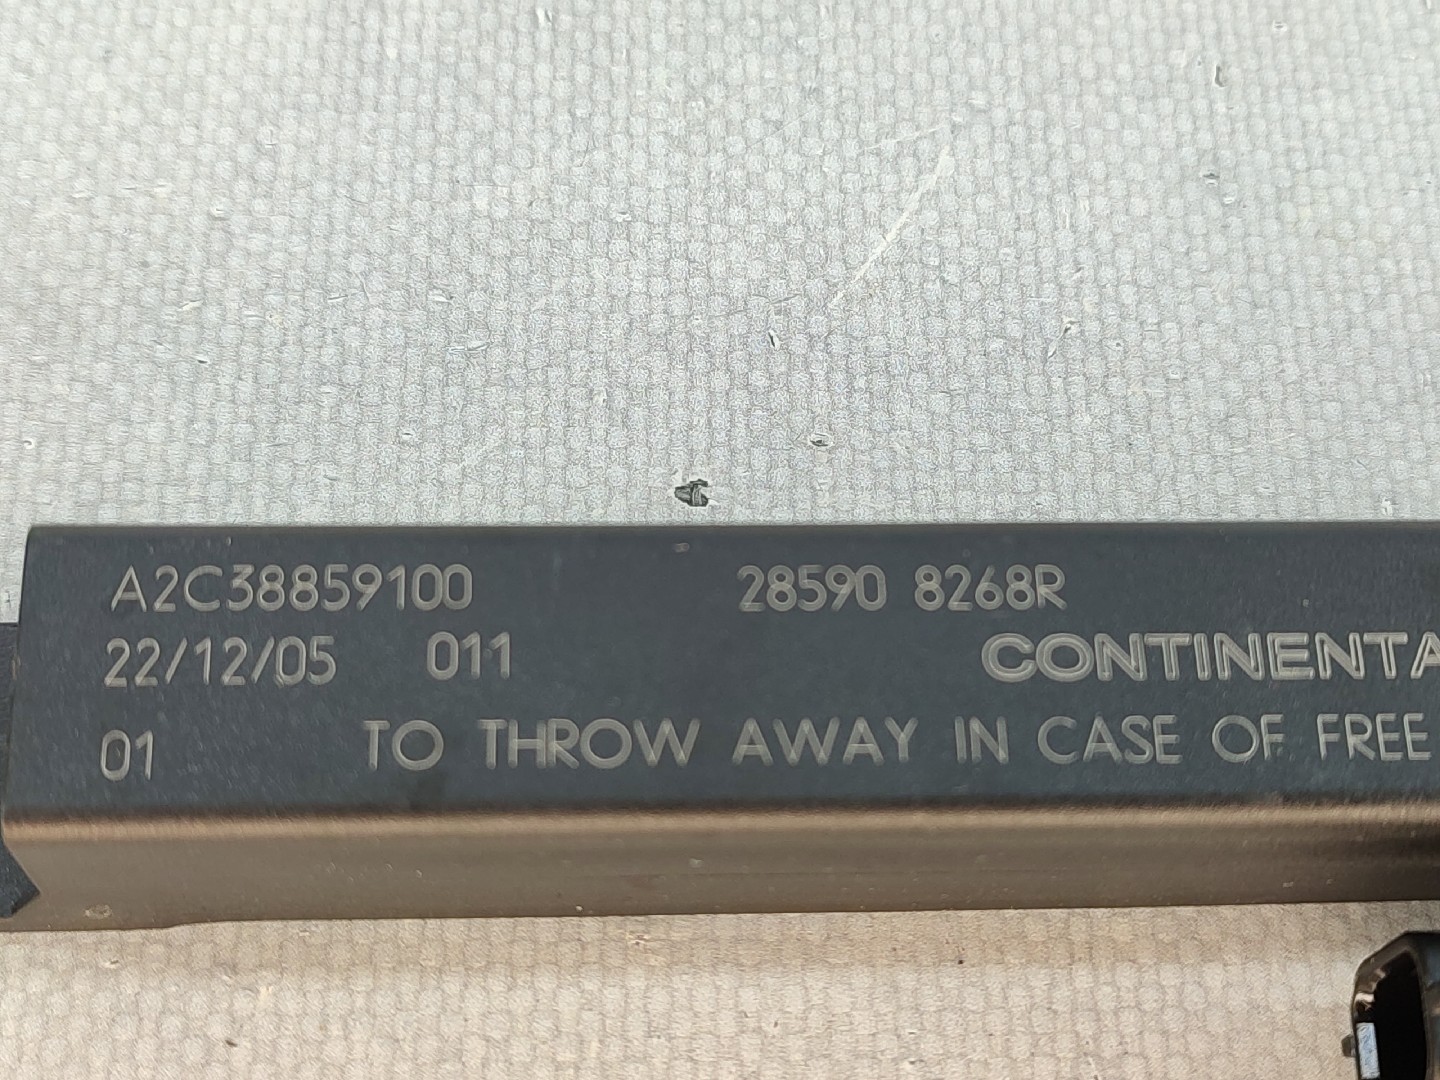 A2C38859100 28590 8268R
22/12/05 011 CONTINENTA
01 TO THROW AWAY IN CASE OF FREE